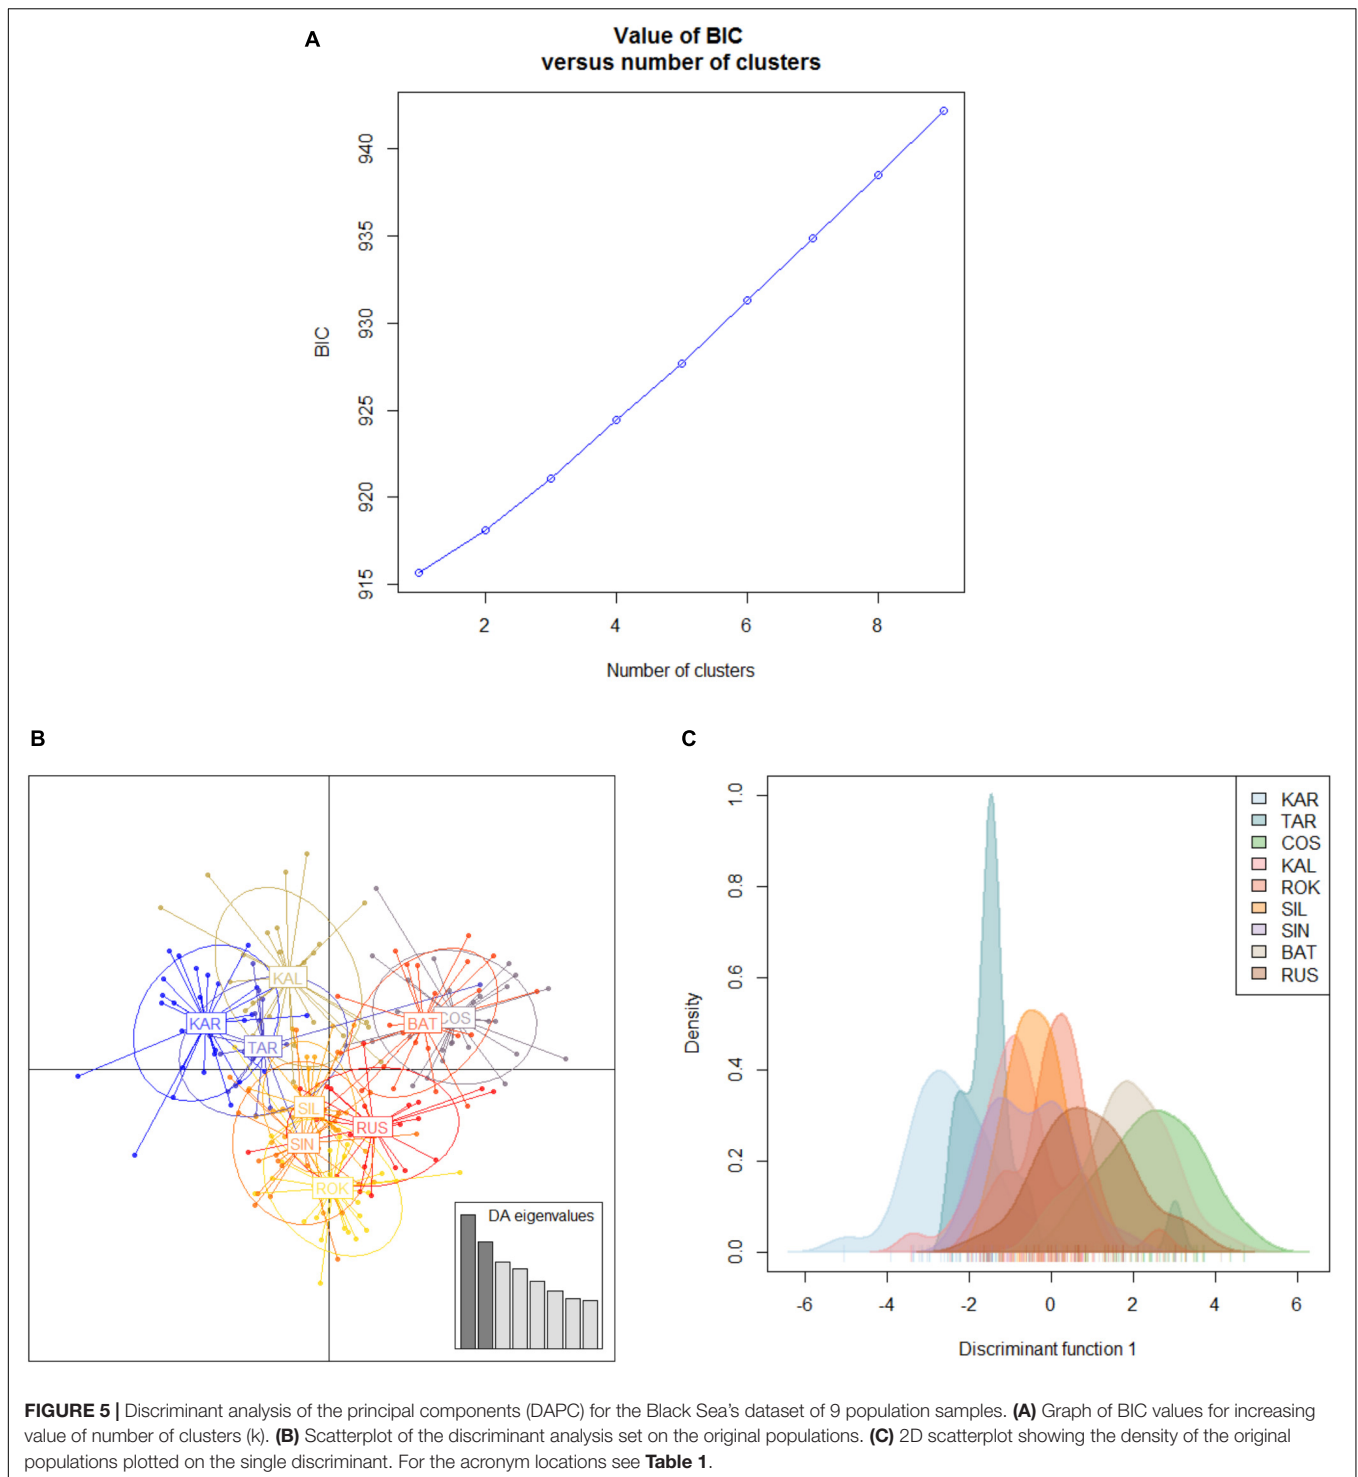 A
Value of BIC
versus number of clusters
940
935
930
925
920
915
BIC
2 4 6 8
Number of clusters
B
KAL
KAR
TAR
BAT
COS
SIL
SIN
RUS
ROK
DA eigenvalues
C
1.0
0.8
0.6
0.4
0.2
0.0
Density
KAR
TAR
COS
KAL
ROK
SIL
SIN
BAT
RUS
-6 -4 -2 0 2 4 6
Discriminant function 1
FIGURE 5 | Discriminant analysis of the principal components (DAPC) for the Black Sea's dataset of 9 population samples. (A) Graph of BIC values for increasing
value of number of clusters (k). (B) Scatterplot of the discriminant analysis set on the original populations. (C) 2D scatterplot showing the density of the original
populations plotted on the single discriminant. For the acronym locations see Table 1.